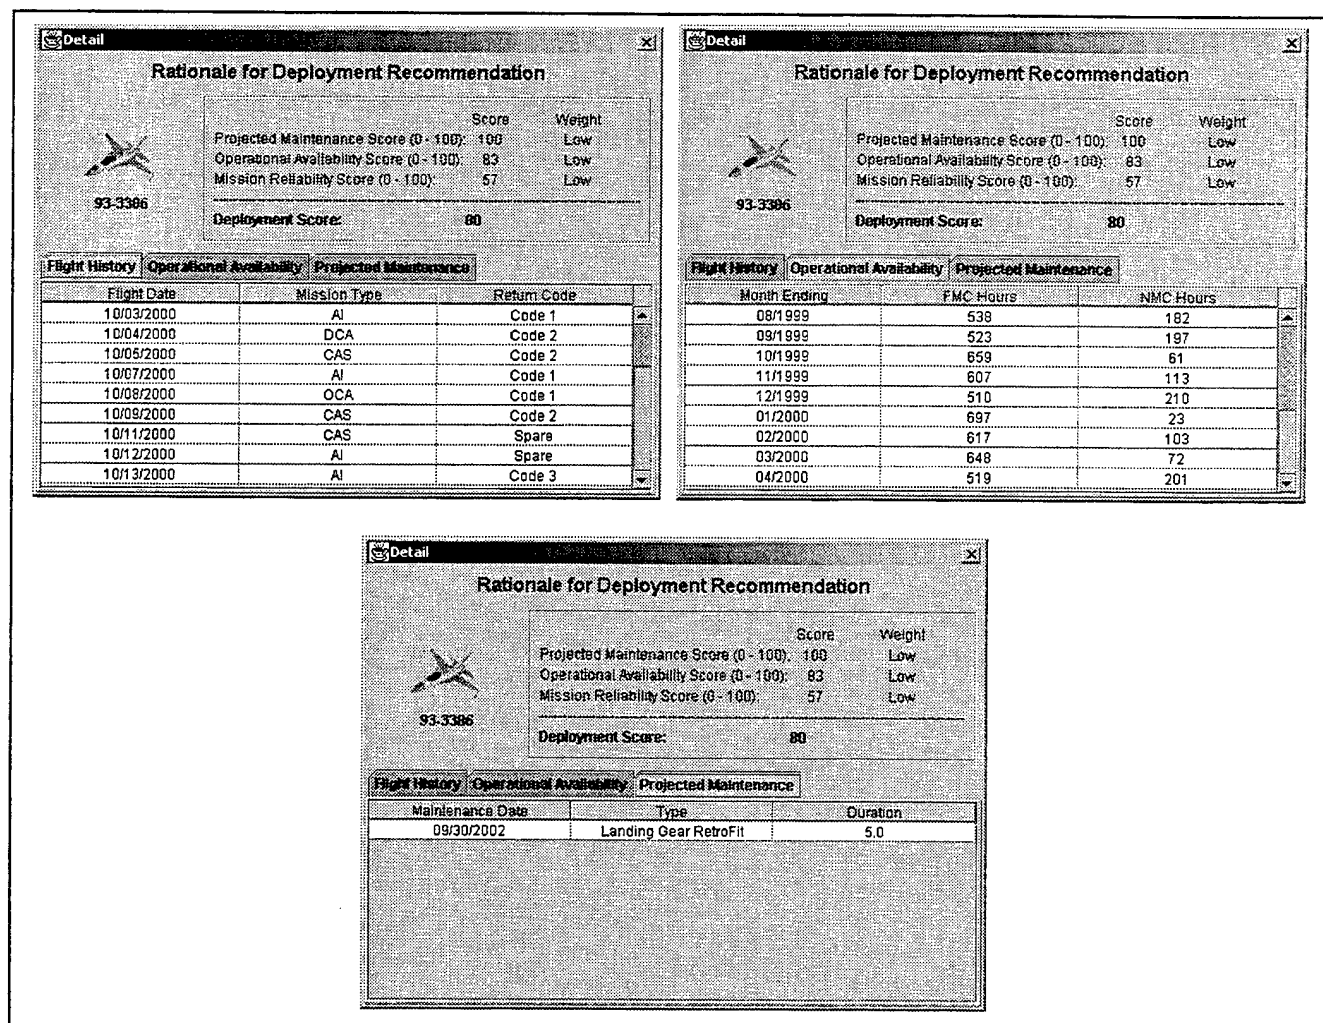 Detail
Rationale for Deployment Recommendation
Score Weight
Projected Maintenance Score (0 - 100): 100 Low
Operational Availability Score (0 - 100): 83 Low
Mission Reliability Score (0 - 100): 57 Low
93-3386
Deployment Score: 80
Flight History Operational Availability Projected Maintenance
Flight Date Mission Type Return Code
10/03/2000 AI Code 1
10/04/2000 DCA Code 2
10/05/2000 CAS Code 2
10/07/2000 AI Code 1
10/08/2000 OCA Code 1
10/09/2000 CAS Code 2
10/11/2000 CAS Spare
10/12/2000 AI Spare
10/13/2000 AI Code 3
Detail
Rationale for Deployment Recommendation
Score Weight
Projected Maintenance Score (0 - 100): 100 Low
Operational Availability Score (0 - 100): 83 Low
Mission Reliability Score (0 - 100): 57 Low
93-3386
Deployment Score: 80
Flight History Operational Availability Projected Maintenance
Month Ending FMC Hours NMC Hours
08/1999 538 182
09/1999 523 197
10/1999 659 61
11/1999 607 113
12/1999 510 210
01/2000 697 23
02/2000 617 103
03/2000 648 72
04/2000 519 201
Detail
Rationale for Deployment Recommendation
Score Weight
Projected Maintenance Score (0 - 100): 100 Low
Operational Availability Score (0 - 100): 83 Low
Mission Reliability Score (0 - 100): 57 Low
93-3386
Deployment Score: 80
Flight History Operational Availability Projected Maintenance
Maintenance Date Type Duration
09/30/2002 Landing Gear RetroFit 5.0